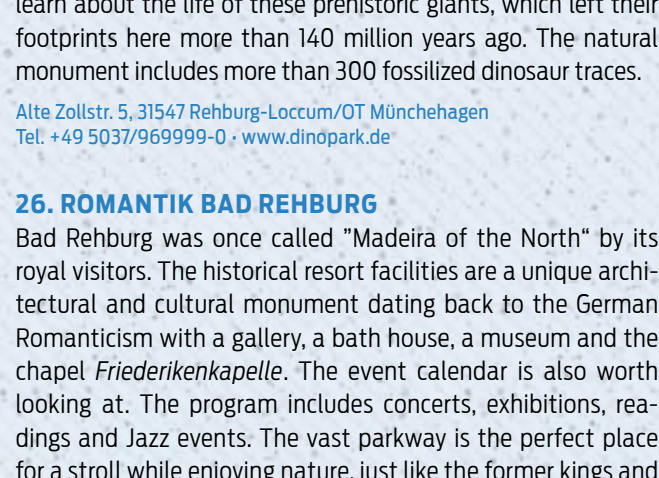 learn about the life of these prehistoric giants, which left their
footprints here more than 140 million years ago. The natural
monument includes more than 300 fossilized dinosaur traces.
Alte Zollstr. 5, 31547 Rehburg-Loccum/OT Münchehagen
Tel. +49 5037/969999-0 · www.dinopark.de
26. ROMANTIK BAD REHBURG
Bad Rehburg was once called ”Madeira of the North“ by its
royal visitors. The historical resort facilities are a unique archi-
tectural and cultural monument dating back to the German
Romanticism with a gallery, a bath house, a museum and the
chapel Friederikenkapelle. The event calendar is also worth
looking at. The program includes concerts, exhibitions, rea-
dings and Jazz events. The vast parkway is the perfect place
for a stroll while enjoying nature, just like the former kings and